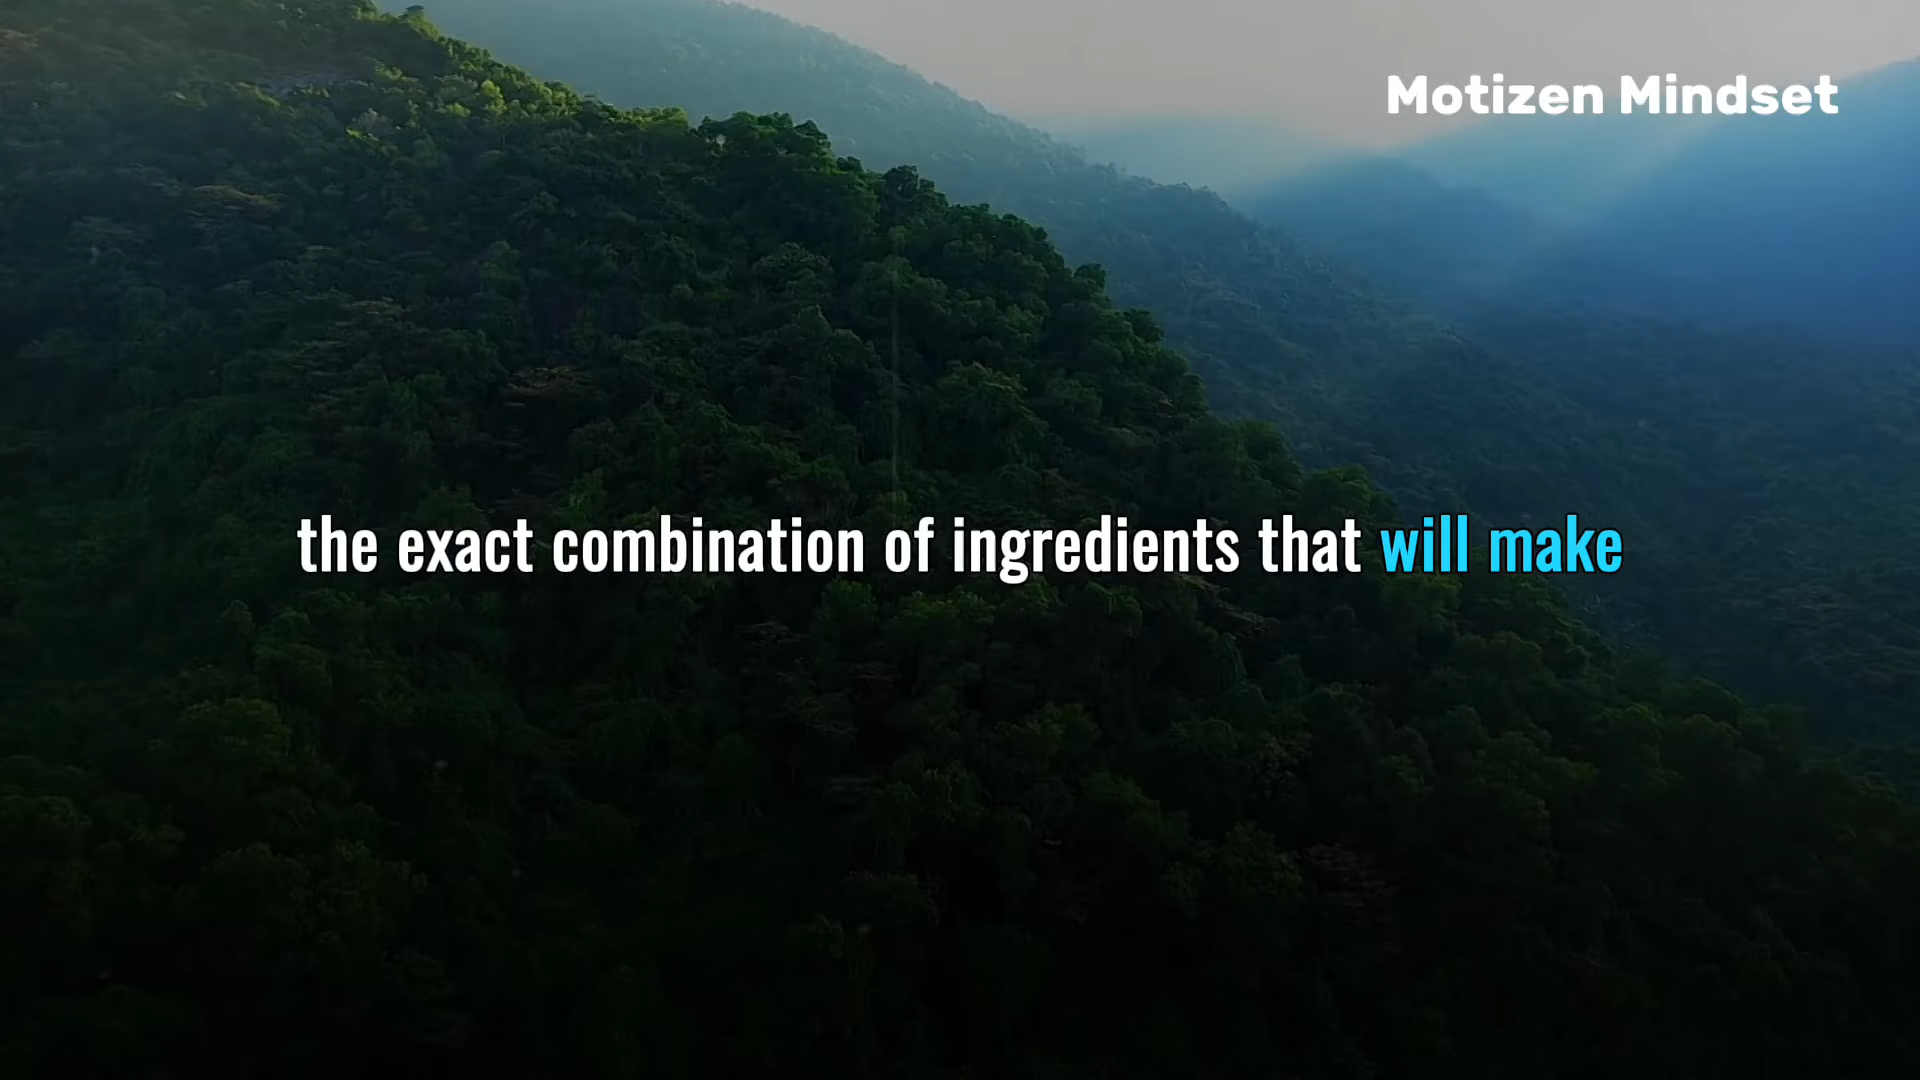 Motizen Mindset
the exact combination of ingredients that will make